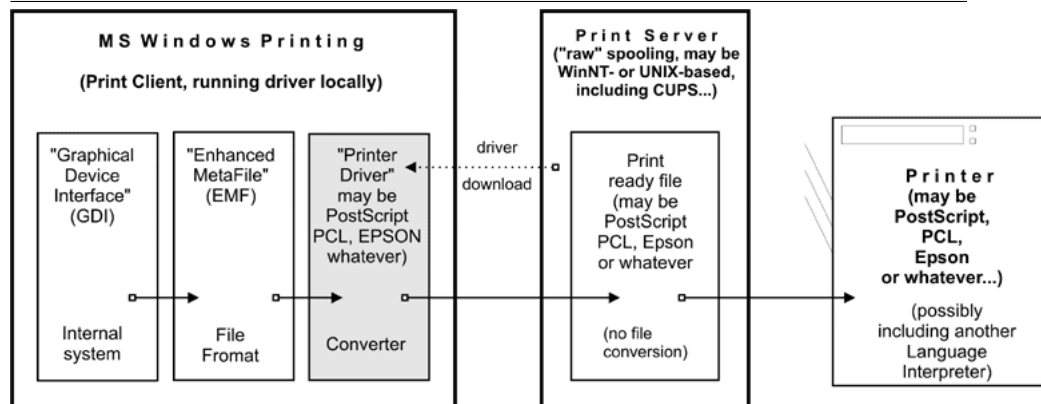 MS Windows Printing
(Print Client, running driver locally)
"Graphical
Device
Interface"
(GDI)
Internal
system
"Enhanced
MetaFile"
(EMF)
File
Fromat
"Printer
Driver"
may be
PostScript
PCL, EPSON
whatever)
Converter
driver
download
Print Server
("raw" spooling, may be
WinNT- or UNIX-based,
including CUPS...)
Print
ready file
(may be
PostScript
PCL, Epson
or whatever
(no file
conversion)
Printer
(may be
PostScript,
PCL,
Epson
or whatever...)
(possibly
including another
Language
Interpreter)